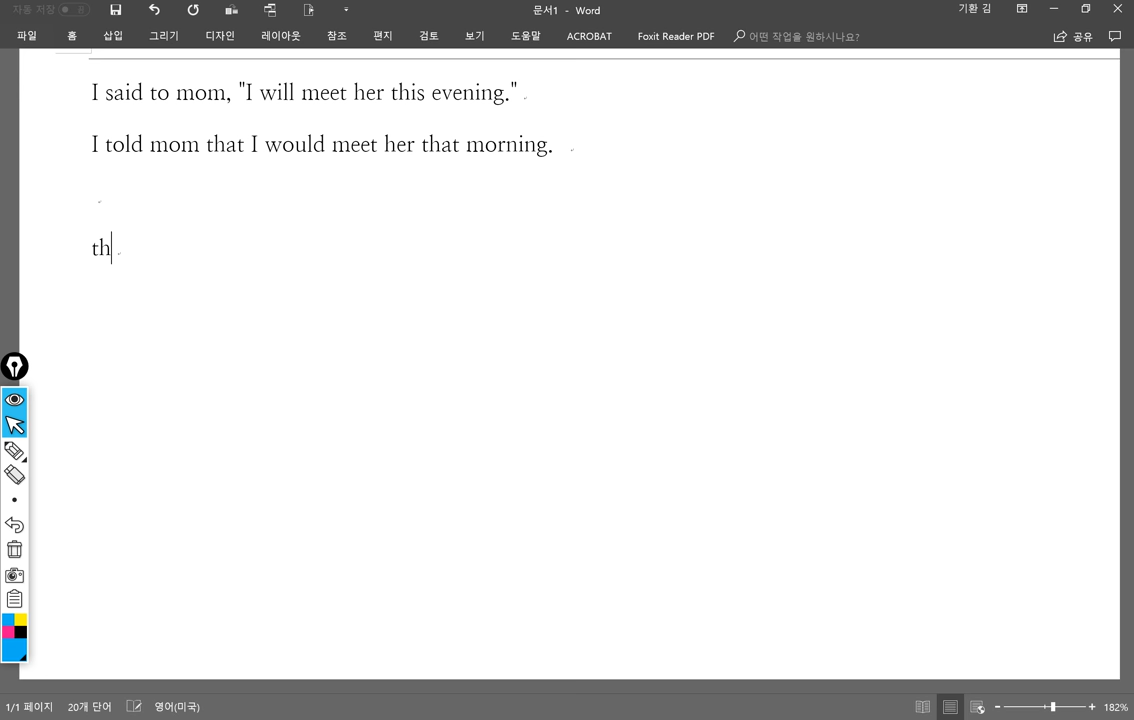 자동 저장
문서1 - Word
기환 김
파일 홈 삽입 그리기 디자인 레이아웃 참조 편지 검토 보기 도움말 ACROBAT Foxit Reader PDF 어떤 작업을 원하시나요? 공유
I said to mom, "I will meet her this evening."
I told mom that I would meet her that morning.
th
1/1 페이지 20개 단어 영어(미국) 182%